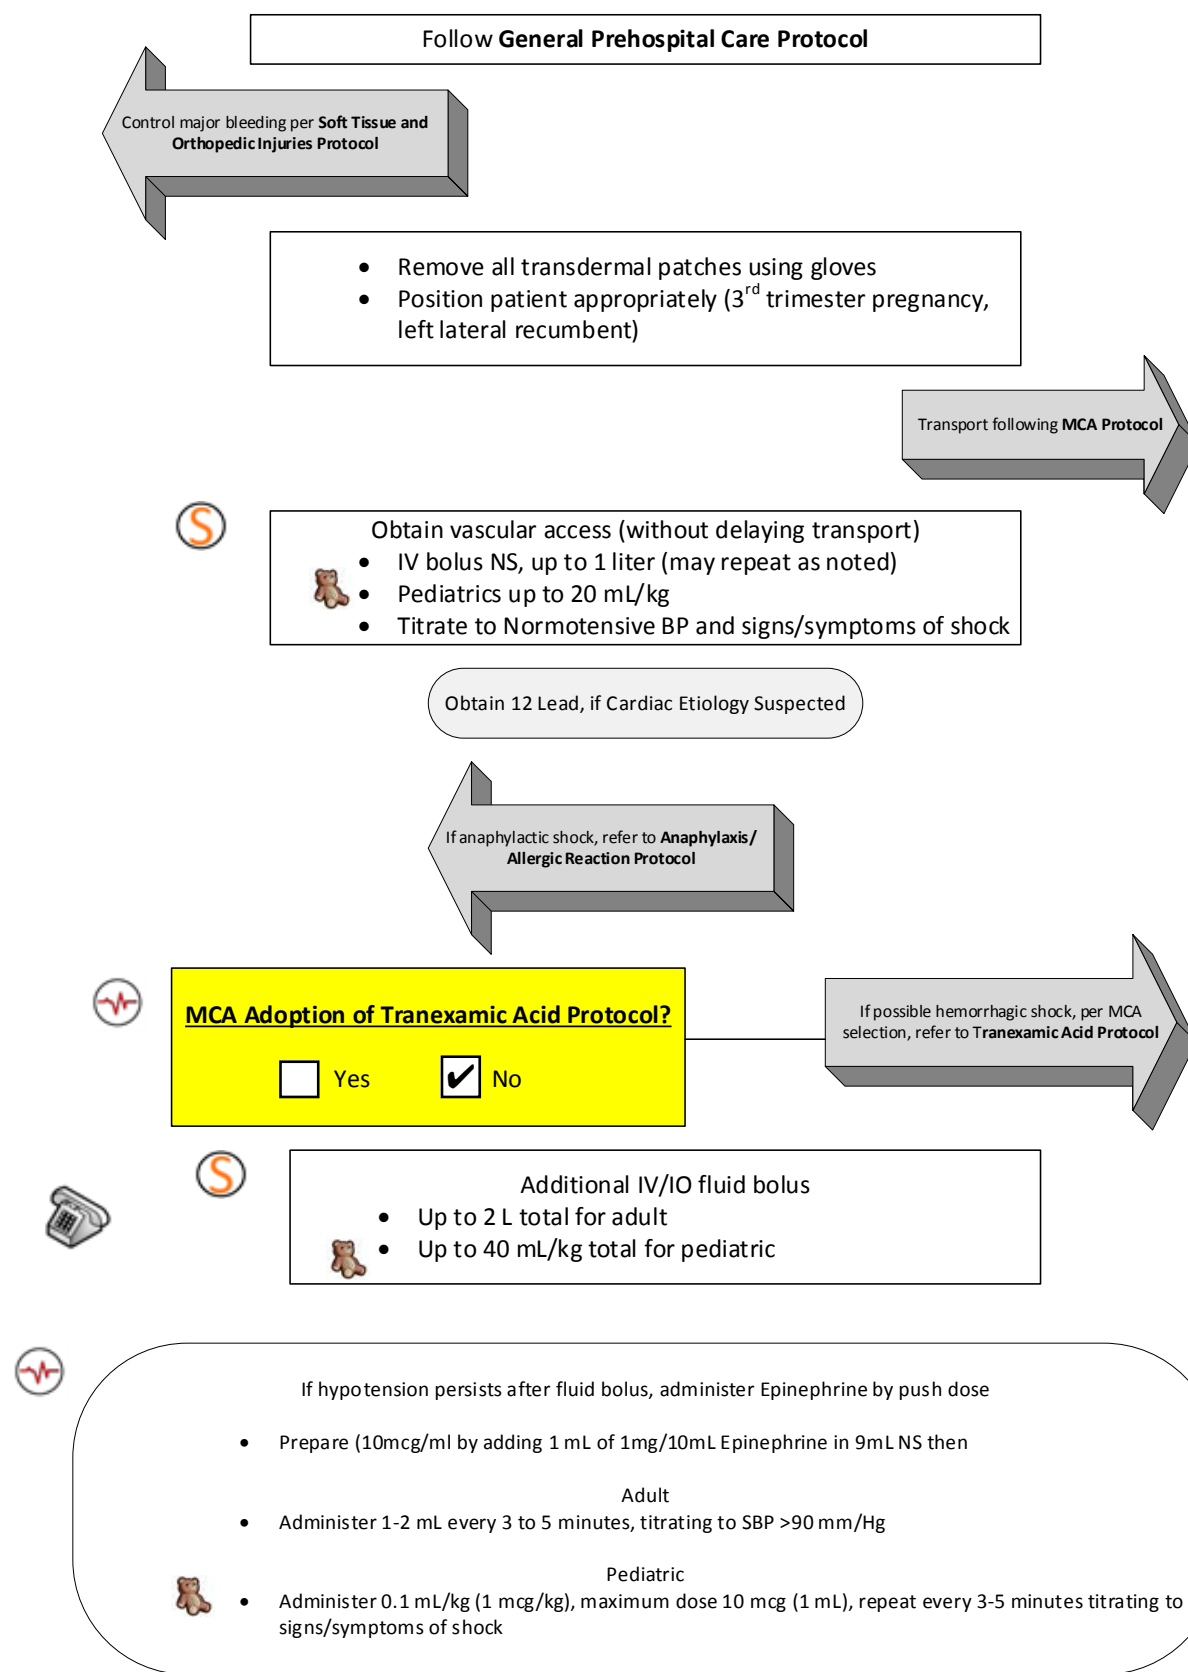 Follow General Prehospital Care Protocol
Control major bleeding per Soft Tissue and
Orthopedic Injuries Protocol
• Remove all transdermal patches using gloves
• Position patient appropriately (3rd trimester pregnancy,
left lateral recumbent)
Transport following MCA Protocol
S
Obtain vascular access (without delaying transport)
• IV bolus NS, up to 1 liter (may repeat as noted)
• Pediatrics up to 20 mL/kg
• Titrate to Normotensive BP and signs/symptoms of shock
Obtain 12 Lead, if Cardiac Etiology Suspected
If anaphylactic shock, refer to Anaphylaxis/
Allergic Reaction Protocol
MCA Adoption of Tranexamic Acid Protocol?
Yes ✔ No
If possible hemorrhagic shock, per MCA
selection, refer to Tranexamic Acid Protocol
S
Additional IV/IO fluid bolus
• Up to 2 L total for adult
• Up to 40 mL/kg total for pediatric
If hypotension persists after fluid bolus, administer Epinephrine by push dose
• Prepare (10mcg/ml by adding 1 mL of 1mg/10mL Epinephrine in 9mL NS then
Adult
• Administer 1-2 mL every 3 to 5 minutes, titrating to SBP >90 mm/Hg
Pediatric
• Administer 0.1 mL/kg (1 mcg/kg), maximum dose 10 mcg (1 mL), repeat every 3-5 minutes titrating to
signs/symptoms of shock